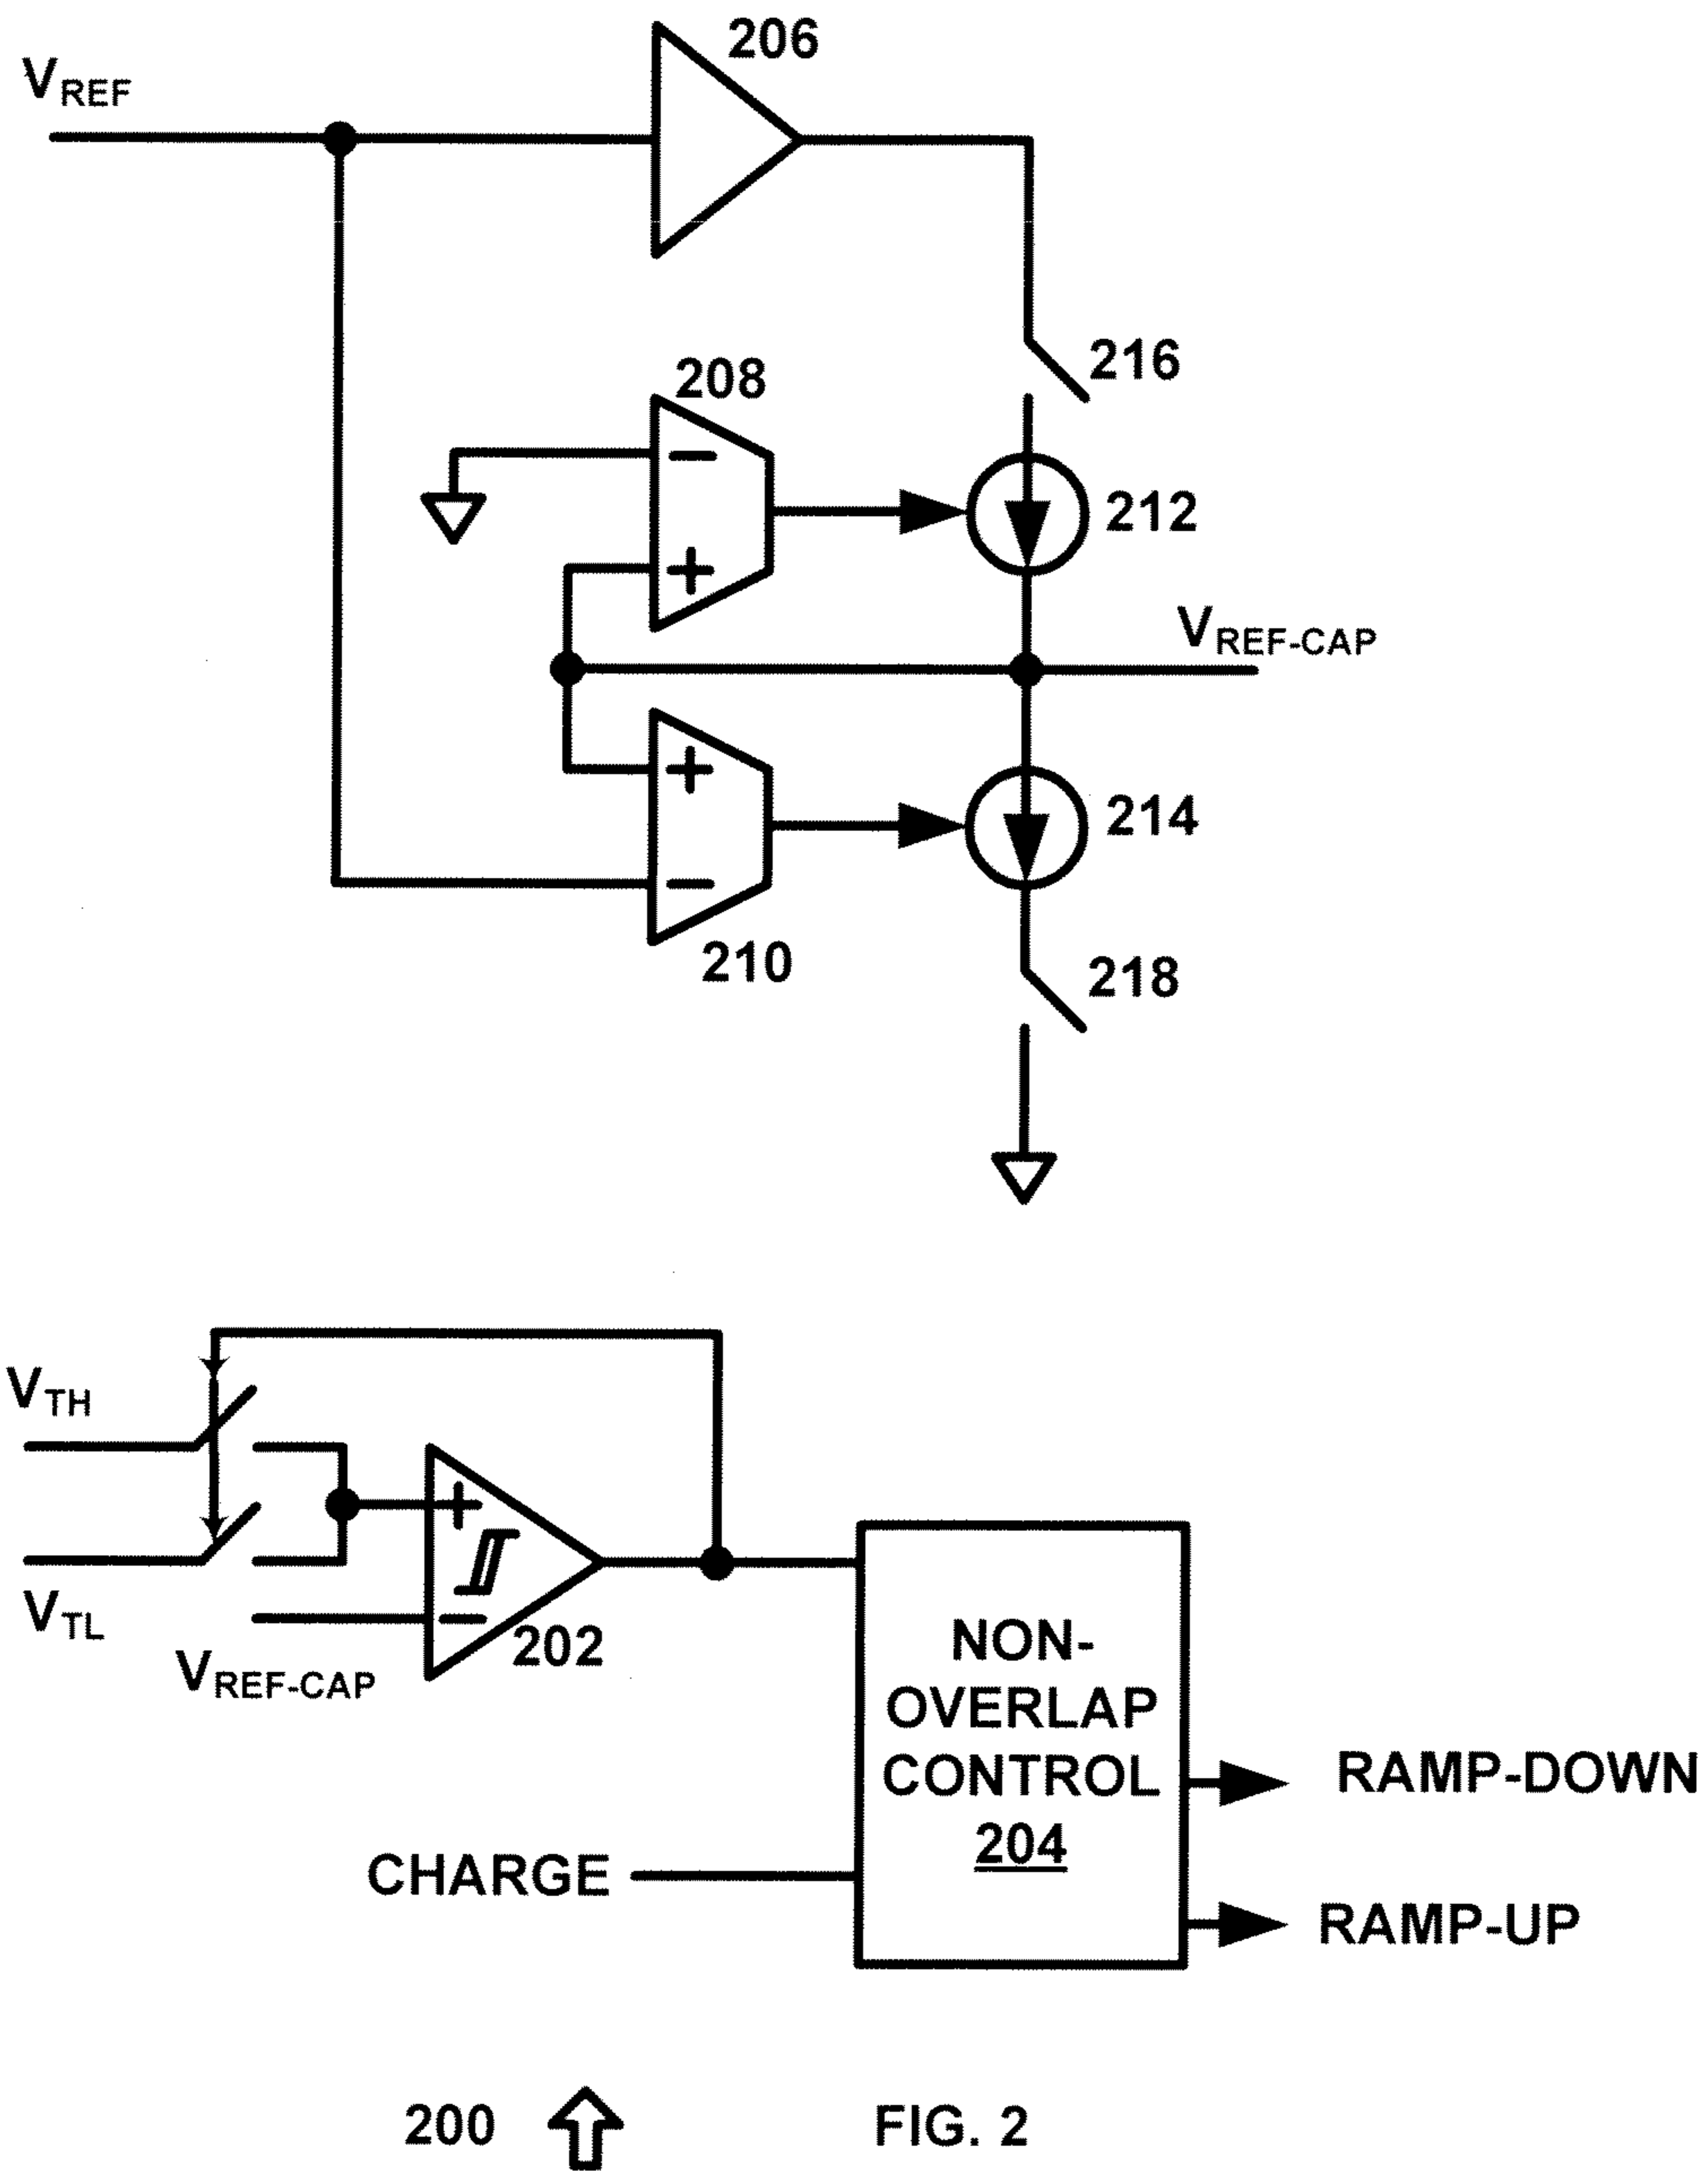 206
VREF
216
208
−
212
+
VREF-CAP
+
214
−
210
218
VTH
+
VTL
−
202
VREF-CAP
NON-
OVERLAP
CONTROL
204
RAMP-DOWN
CHARGE
RAMP-UP
200
FIG. 2